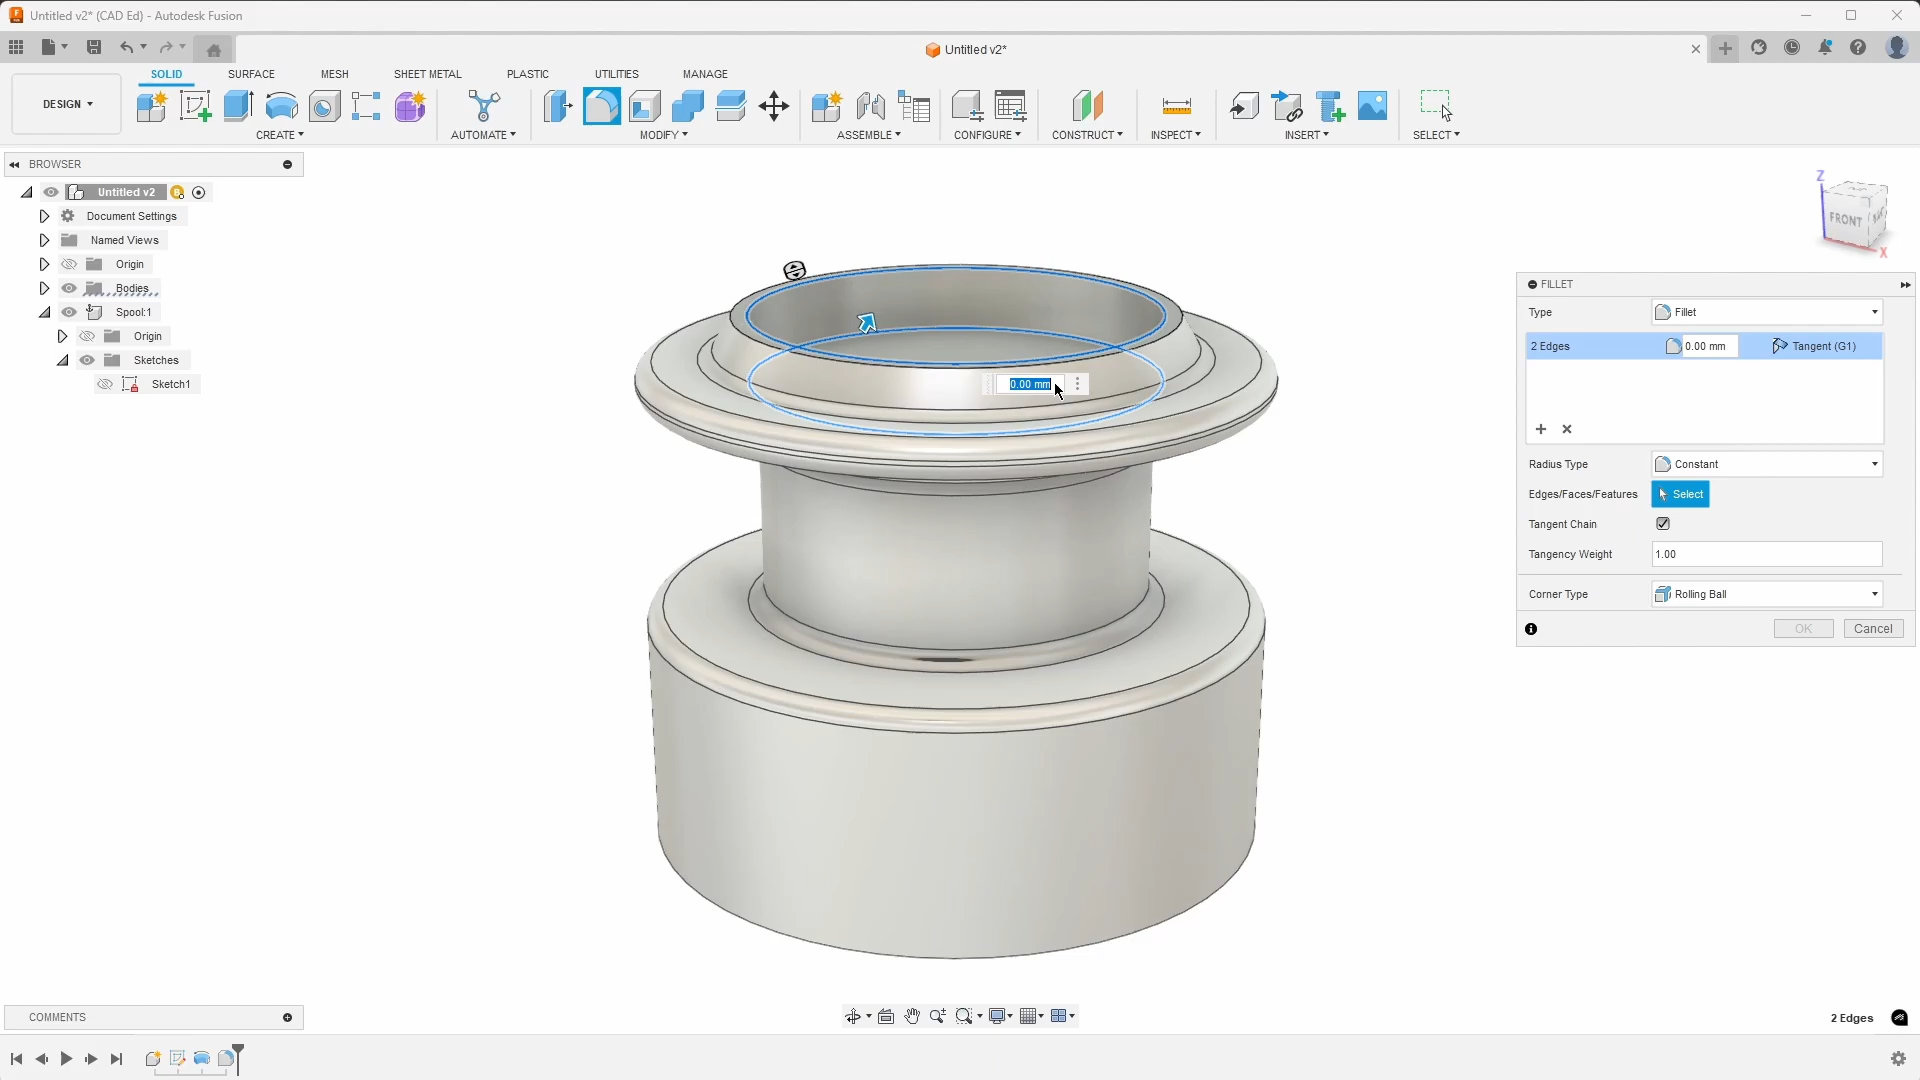 Untitled v2* (CAD Ed) - Autodesk Fusion
Untitled v2*
SOLID SURFACE MESH SHEET METAL PLASTIC UTILITIES MANAGE
DESIGN
CREATE AUTOMATE MODIFY ASSEMBLE CONFIGURE CONSTRUCT INSPECT INSERT SELECT
BROWSER
Untitled v2
Document Settings
Named Views
Origin
Bodies
Spool:1
Origin
Sketches
Sketch1
Z
FRONT
X
0.00 mm
FILLET
Type Fillet
2 Edges 0.00 mm Tangent (G1)
Radius Type Constant
Edges/Faces/Features Select
Tangent Chain
Tangency Weight 1.00
Corner Type Rolling Ball
OK Cancel
COMMENTS
2 Edges